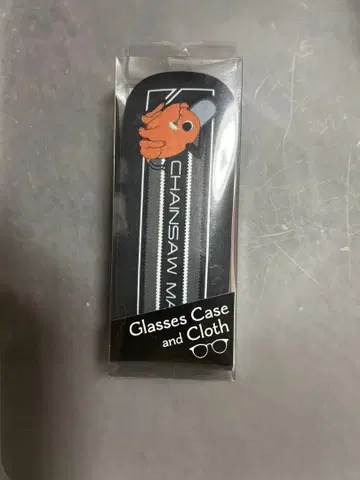 CHAINSAW MA
Glasses Case
and Cloth